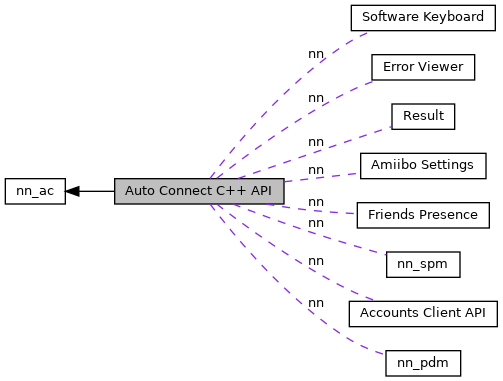 Software Keyboard
nn
Error Viewer
nn
Result
nn
Amiibo Settings
nn
nn_ac
Auto Connect C++ API
nn
Friends Presence
nn
nn_spm
nn
Accounts Client API
nn
nn_pdm